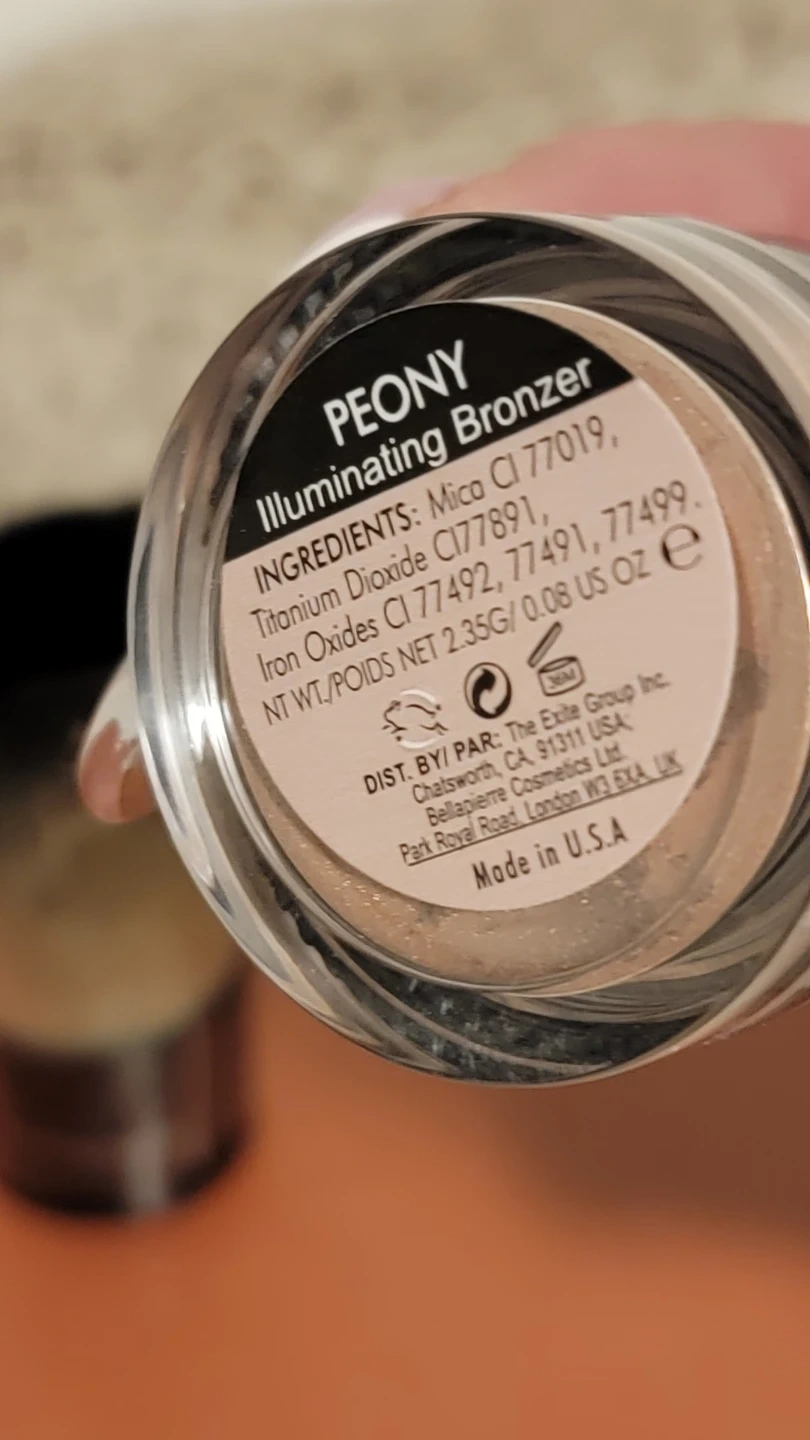 PEONY
Illuminating Bronzer
INGREDIENTS: Mica CI 77019,
Titanium Dioxide CI77891,
Iron Oxides CI 77492, 77491, 77499.
NT WT./POIDS NET 2.35G/ 0.08 US OZ ℮
36M
DIST. BY/ PAR: The Exite Group Inc.
Chatsworth, CA, 91311 USA;
Bellapierre Cosmetics Ltd.
Park Royal Road, London W3 6XA, UK
Made in U.S.A